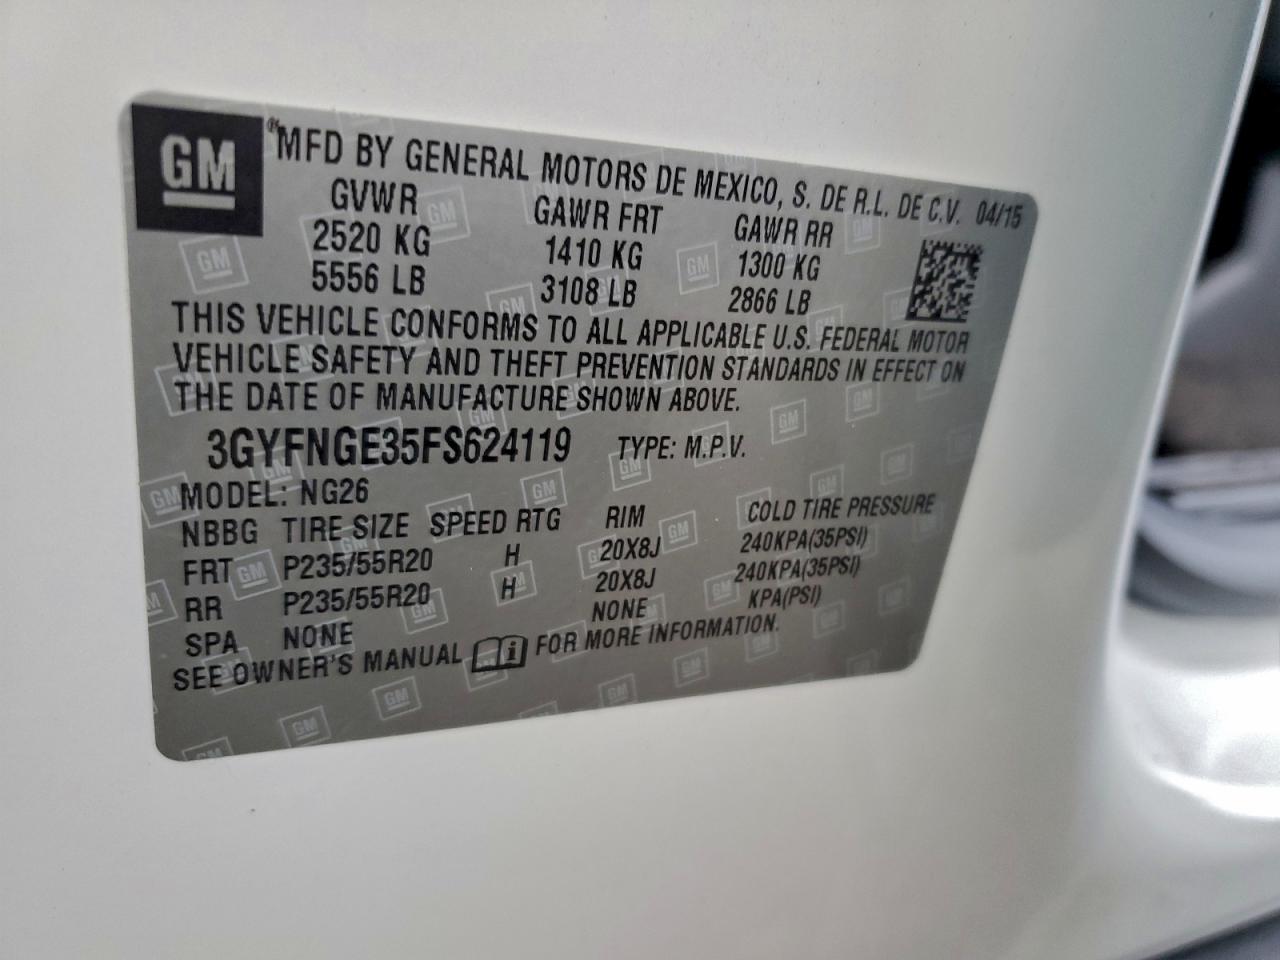 GM ® MFD BY GENERAL MOTORS DE MEXICO, S. DE R.L. DE C.V. 04/15
GVWR GAWR FRT GAWR RR
2520 KG 1410 KG 1300 KG
5556 LB 3108 LB 2866 LB
THIS VEHICLE CONFORMS TO ALL APPLICABLE U.S. FEDERAL MOTOR
VEHICLE SAFETY AND THEFT PREVENTION STANDARDS IN EFFECT ON
THE DATE OF MANUFACTURE SHOWN ABOVE.
3GYFNGE35FS624119 TYPE: M.P.V.
MODEL: NG26
NBBG TIRE SIZE SPEED RTG RIM COLD TIRE PRESSURE
FRT P235/55R20 H 20X8J 240KPA(35PSI)
RR P235/55R20 H 20X8J 240KPA(35PSI)
SPA NONE NONE KPA(PSI)
SEE OWNER'S MANUAL i FOR MORE INFORMATION.